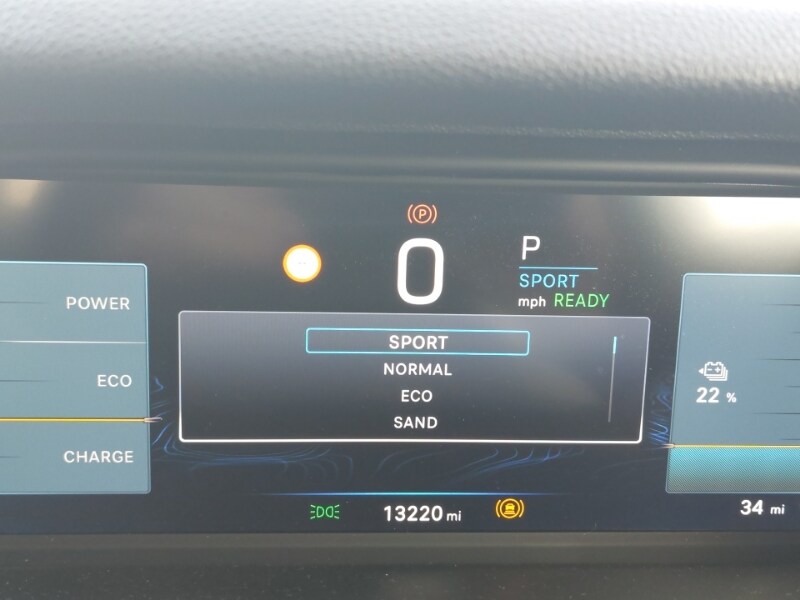 (P)
0
P
SPORT
mph READY
POWER
ECO
CHARGE
SPORT
NORMAL
ECO
SAND
22 %
13220 mi
34 mi